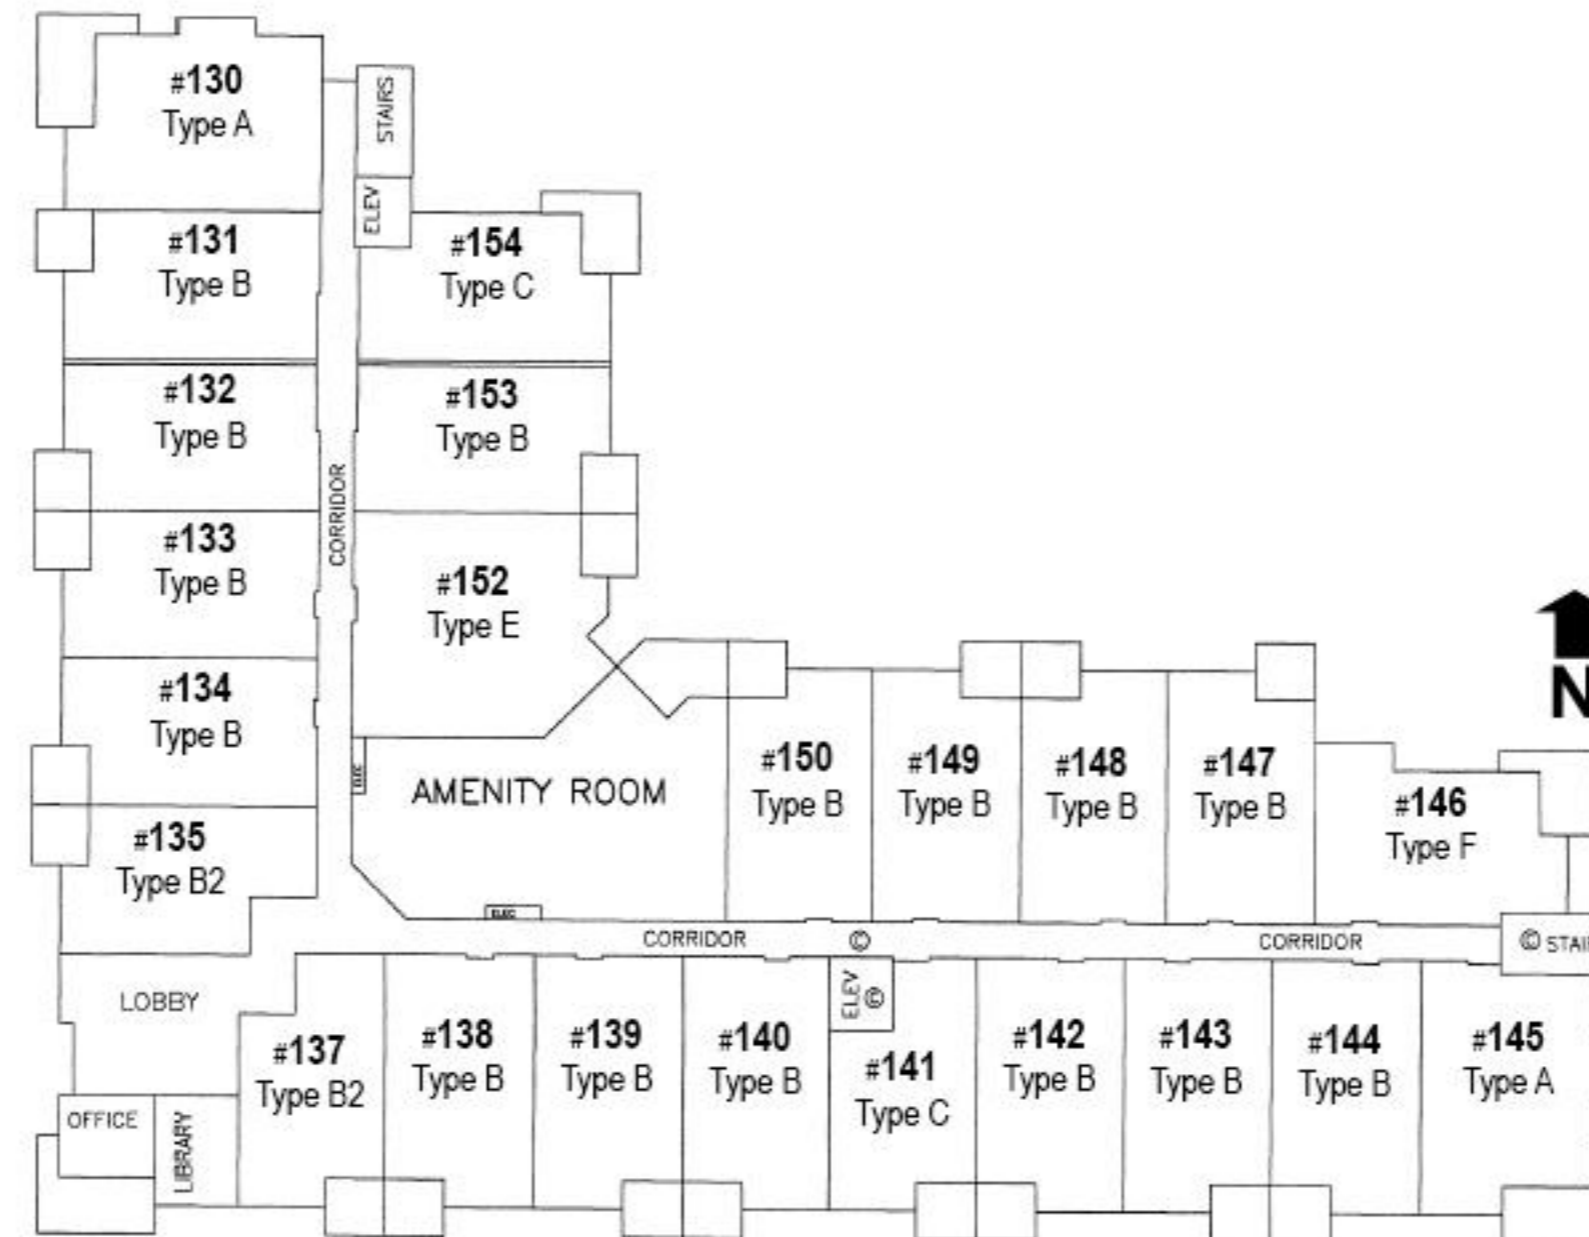 #130
Type A
STAIRS
ELEV
#131
Type B
#154
Type C
#132
Type B
#153
Type B
CORRIDOR
#133
Type B
#152
Type E
N
#134
Type B
ELEC
AMENITY ROOM
#150
Type B
#149
Type B
#148
Type B
#147
Type B
#146
Type F
#135
Type B2
ELEC
CORRIDOR
©
CORRIDOR
© STAI
LOBBY
ELEV
©
#137
Type B2
#138
Type B
#139
Type B
#140
Type B
#141
Type C
#142
Type B
#143
Type B
#144
Type B
#145
Type A
OFFICE
LIBRARY